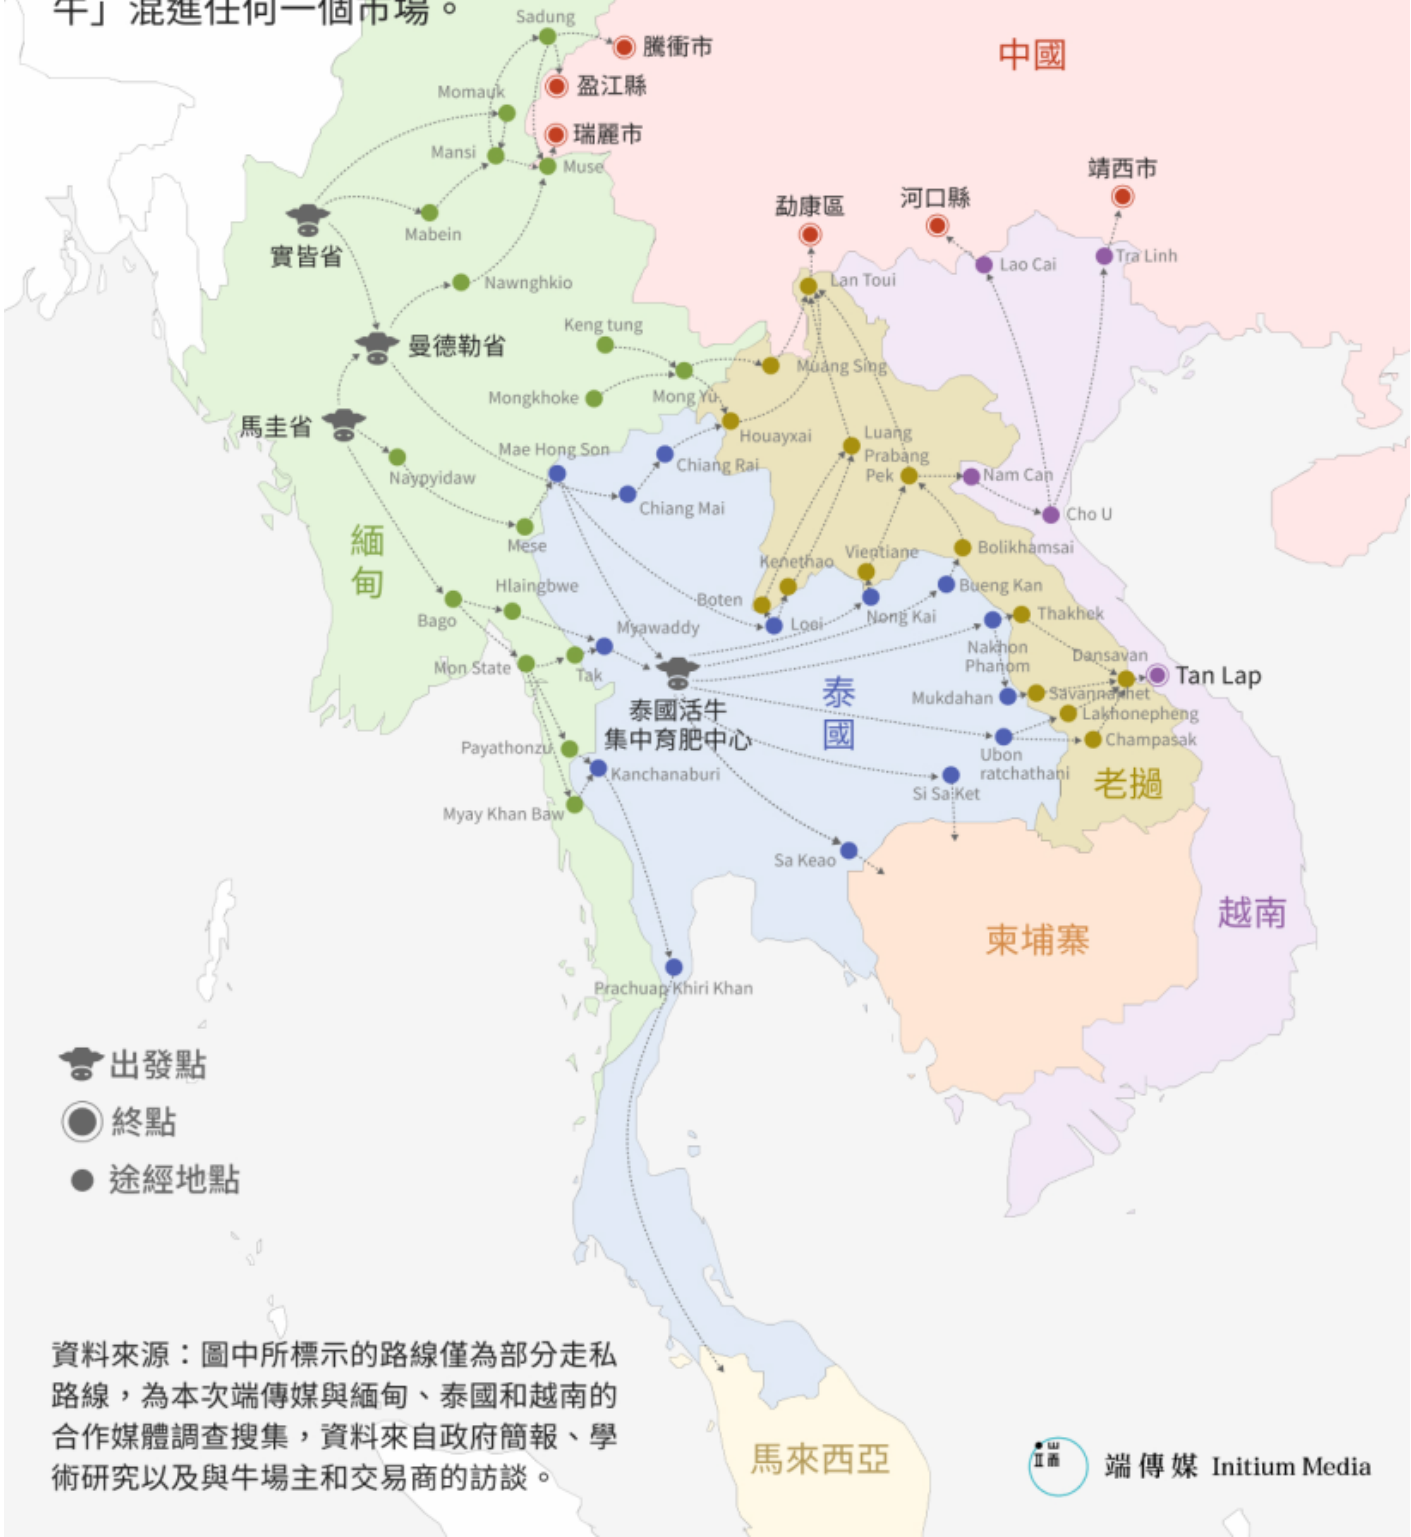 牛」混進任何一個市場。
Sadung
騰衝市
中國
盈江縣
Momauk
瑞麗市
Mansi
Muse
靖西市
勐康區
河口縣
Mabein
實皆省
Tra Linh
Lao Cai
Lan Toui
Nawnghkio
Keng tung
曼德勒省
Muang Sing
Mongkhoke
Mong Yu
馬圭省
Houayxai
Luang
Prabang
Mae Hong Son
Chiang Rai
Pek
Nam Can
Naypyidaw
Chiang Mai
Cho U
緬甸
Mese
Bolikhamsai
Vientiane
Kenethao
Hlaingbwe
Bueng Kan
Boten
Bago
Loei
Nong Kai
Thakhek
Myawaddy
Nakhon
Phanom
Dansavan
Mon State
Tak
Tan Lap
泰國
Mukdahan
Savannaphet
泰國活牛
集中育肥中心
Lakhonepheng
Payathonzu
Champasak
Ubon
ratchathani
Kanchanaburi
老撾
Si Sa Ket
Myay Khan Baw
Sa Keao
越南
柬埔寨
Prachuap Khiri Khan
出發點
終點
途經地點
資料來源：圖中所標示的路線僅為部分走私
路線，為本次端傳媒與緬甸、泰國和越南的
合作媒體調查搜集，資料來自政府簡報、學
術研究以及與牛場主和交易商的訪談。
馬來西亞
端傳媒 Initium Media